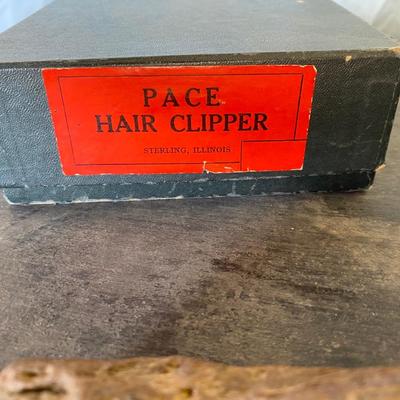 PACE
HAIR CLIPPER
STERLING, ILLINOIS